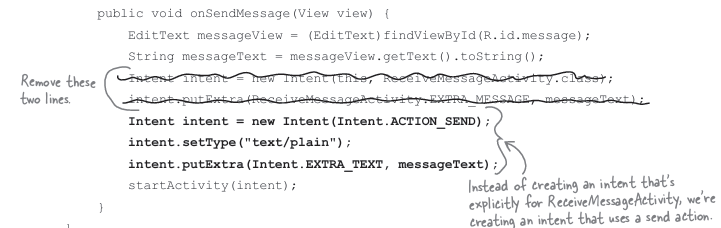 public void onSendMessage(View view) {
EditText messageView = (EditText)findViewById(R.id.message);
String messageText = messageView.getText().toString();
Remove these
two lines.
Intent intent = new Intent(this, ReceiveMessageActivity.class);
intent.putExtra(ReceiveMessageActivity.EXTRA_MESSAGE, messageText);
Intent intent = new Intent(Intent.ACTION_SEND);
intent.setType("text/plain");
intent.putExtra(Intent.EXTRA_TEXT, messageText);
startActivity(intent);
Instead of creating an intent that's
explicitly for ReceiveMessageActivity, we're
creating an intent that uses a send action.
}
}